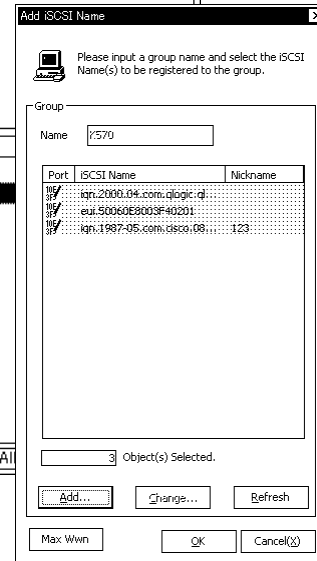 Add iSCSI Name
Please input a group name and select the iSCSI
Name(s) to be registered to the group.
Group
Name
Port iSCSI Name Nickname
iqn.2000.04.com.qlogic.ql...
eui.50060E8003F40201
iqn.1987-05.com.cisco.08... 123
3 Object(s) Selected.
Add... Change... Refresh
Max Wwn OK Cancel(X)